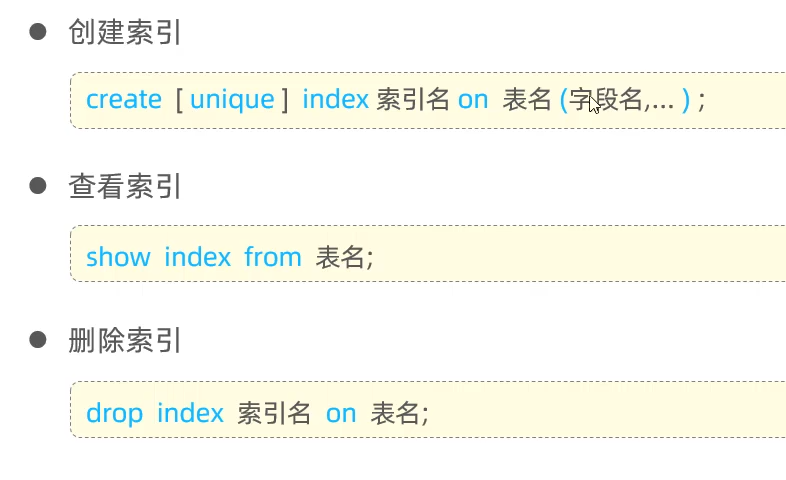 创建索引
create [ unique ] index 索引名 on 表名 (字段名,... ) ;
查看索引
show index from 表名;
删除索引
drop index 索引名 on 表名;